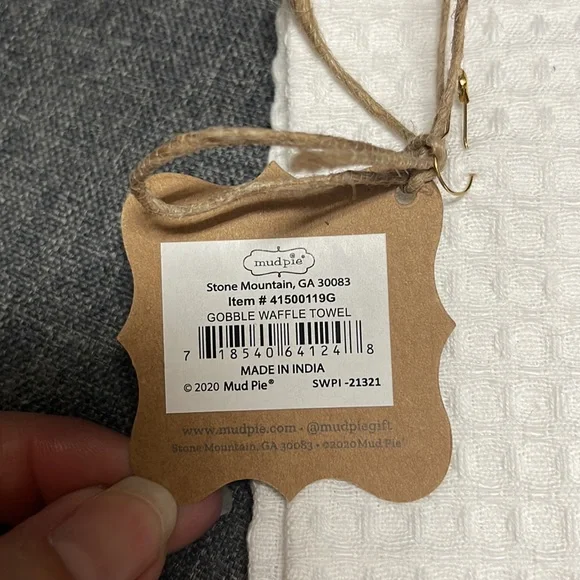 mudpie®
Stone Mountain, GA 30083
Item # 41500119G
GOBBLE WAFFLE TOWEL
7 18540 64124 8
MADE IN INDIA
© 2020 Mud Pie® SWPI -21321
www.mudpie.com • @mudpiegift
Stone Mountain, GA 30083 • ©2020 Mud Pie®